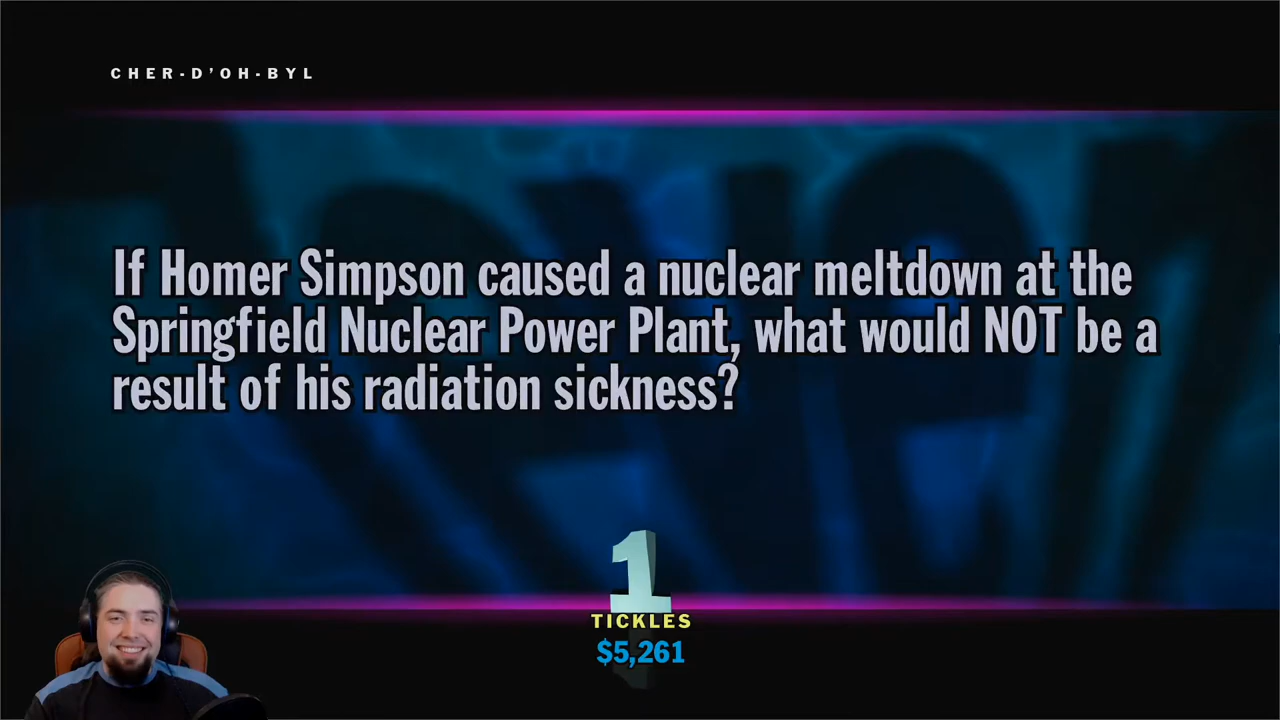 CHER-D'OH-BYL
If Homer Simpson caused a nuclear meltdown at the
Springfield Nuclear Power Plant, what would NOT be a
result of his radiation sickness?
1
TICKLES
$5,261